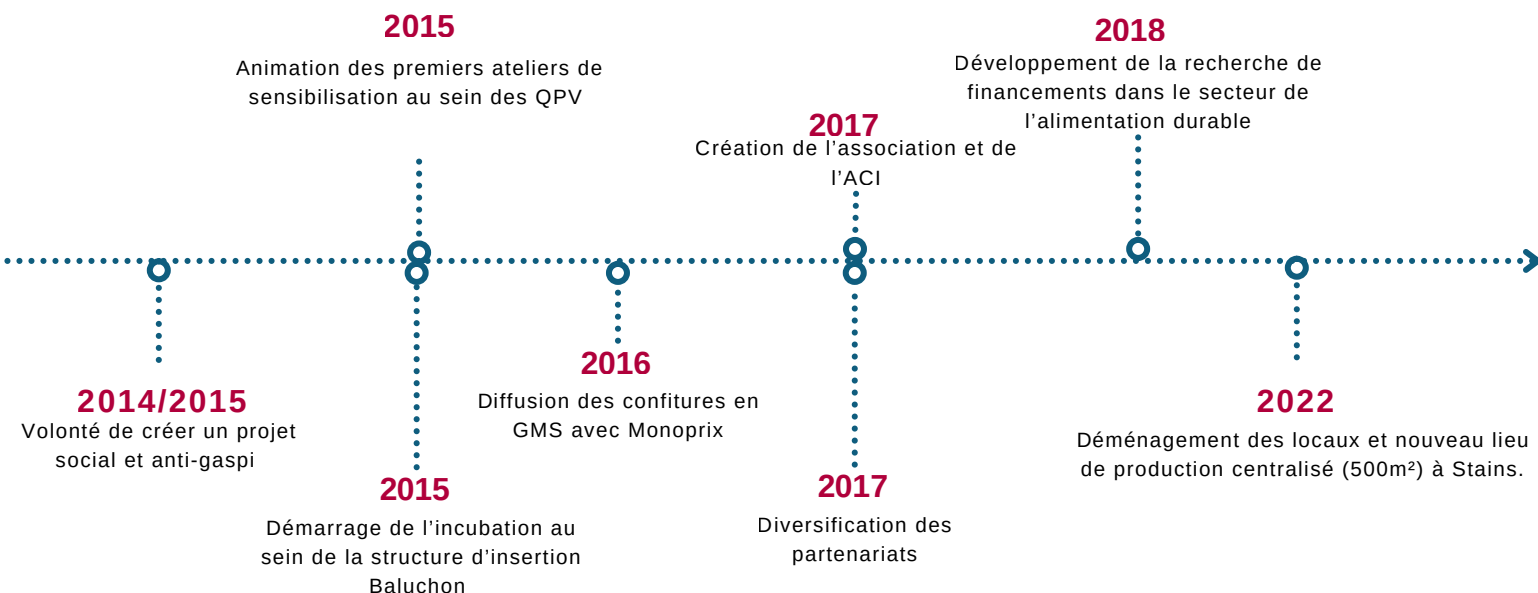 2015
Animation des premiers ateliers de
sensibilisation au sein des QPV
2018
Développement de la recherche de
financements dans le secteur de
l’alimentation durable
2017
Création de l’association et de
l’ACI
2014/2015
Volonté de créer un projet
social et anti-gaspi
2015
Démarrage de l’incubation au
sein de la structure d’insertion
Baluchon
2016
Diffusion des confitures en
GMS avec Monoprix
2017
Diversification des
partenariats
2022
Déménagement des locaux et nouveau lieu
de production centralisé (500m²) à Stains.